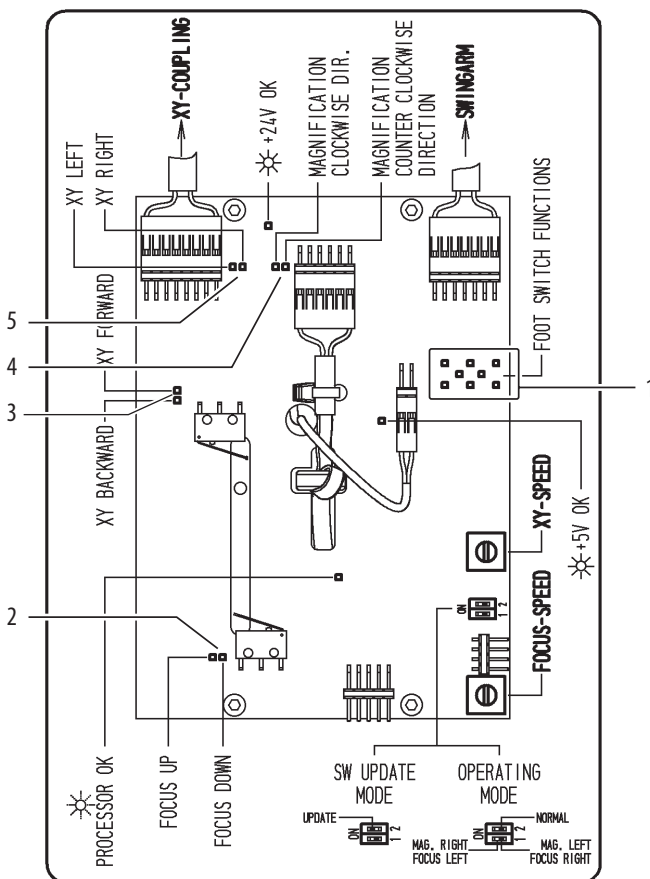 XY-COUPLING
XY LEFT
XY RIGHT
+24V OK
MAGNIFICATION
CLOCKWISE DIR.
MAGNIFICATION
COUNTER CLOCKWISE
DIRECTION
SWINGARM
FOOT SWITCH FUNCTIONS
5
4
XY FORWARD
1
3
XY BACKWARD
XY-SPEED
+5V OK
ON
1 2
FOCUS-SPEED
2
PROCESSOR OK
FOCUS UP
FOCUS DOWN
SW UPDATE
MODE
OPERATING
MODE
UPDATE
ON
1 2
NORMAL
ON
1 2
MAG. RIGHT
FOCUS LEFT
MAG. LEFT
FOCUS RIGHT